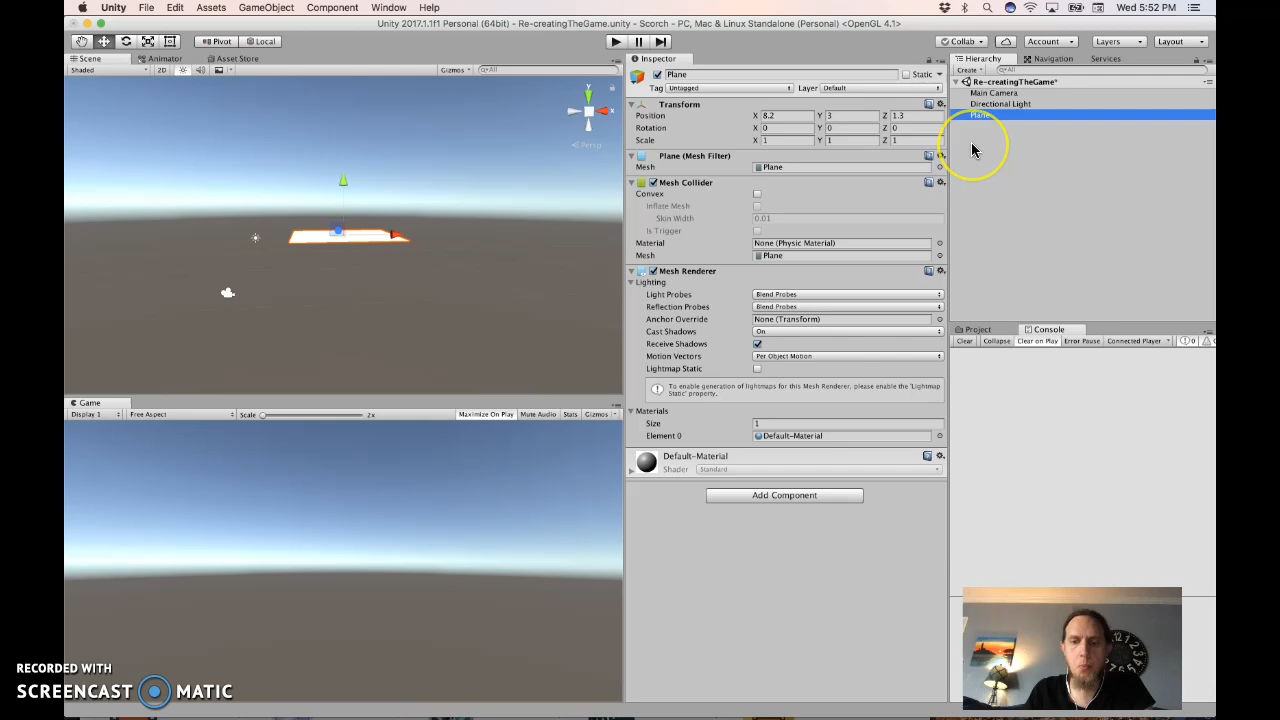 Unity File Edit Assets GameObject Component Window Help
Wed 5:52 PM
Unity 2017.1.1f1 Personal (64bit) - Re-creatingTheGame.unity - Scorch - PC, Mac & Linux Standalone (Personal) <OpenGL 4.1>
Pivot Local Collab Account Layers Layout
Scene Animator Asset Store
Shaded 2D Gizmos All
y
x
Persp
Inspector
Plane Static
Tag Untagged Layer Default
Transform
Position X 8.2 Y 3 Z 1.3
Rotation X 0 Y 0 Z 0
Scale X 1 Y 1 Z 1
Plane (Mesh Filter)
Mesh Plane
Mesh Collider
Convex
Inflate Mesh
Skin Width 0.01
Is Trigger
Material None (Physic Material)
Mesh Plane
Mesh Renderer
Lighting
Light Probes Blend Probes
Reflection Probes Blend Probes
Anchor Override None (Transform)
Cast Shadows On
Receive Shadows
Motion Vectors Per Object Motion
Lightmap Static
To enable generation of lightmaps for this Mesh Renderer, please enable the 'Lightmap
Static' property.
Materials
Size 1
Element 0 Default-Material
Default-Material
Shader Standard
Add Component
Hierarchy Navigation Services
Create All
Re-creatingTheGame*
Main Camera
Directional Light
Plane
Project Console
Clear Collapse Clear on Play Error Pause Connected Player 0
Game
Display 1 Free Aspect Scale 2x Maximize On Play Mute Audio Stats Gizmos
RECORDED WITH
SCREENCAST MATIC